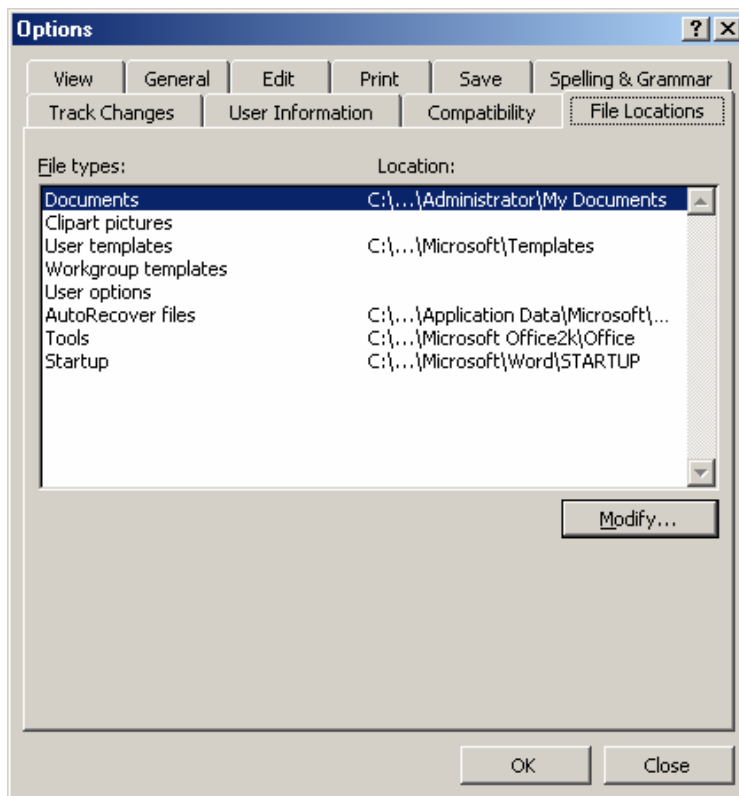 Options
View General Edit Print Save Spelling & Grammar
Track Changes User Information Compatibility File Locations
File types: Location:
Documents C:\...\Administrator\My Documents
Clipart pictures
User templates C:\...\Microsoft\Templates
Workgroup templates
User options
AutoRecover files C:\...\Application Data\Microsoft\...
Tools C:\...\Microsoft Office2k\Office
Startup C:\...\Microsoft\Word\STARTUP
Modify...
OK Close